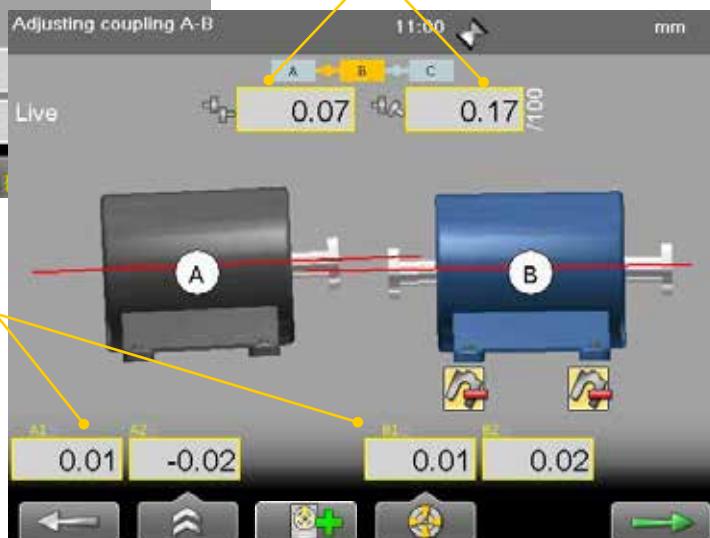 Adjusting coupling A-B 11:00 mm
A B C
Live 0.07 0.17 /100
A B
A1 A2 B1 B2
0.01 -0.02 0.01 0.02